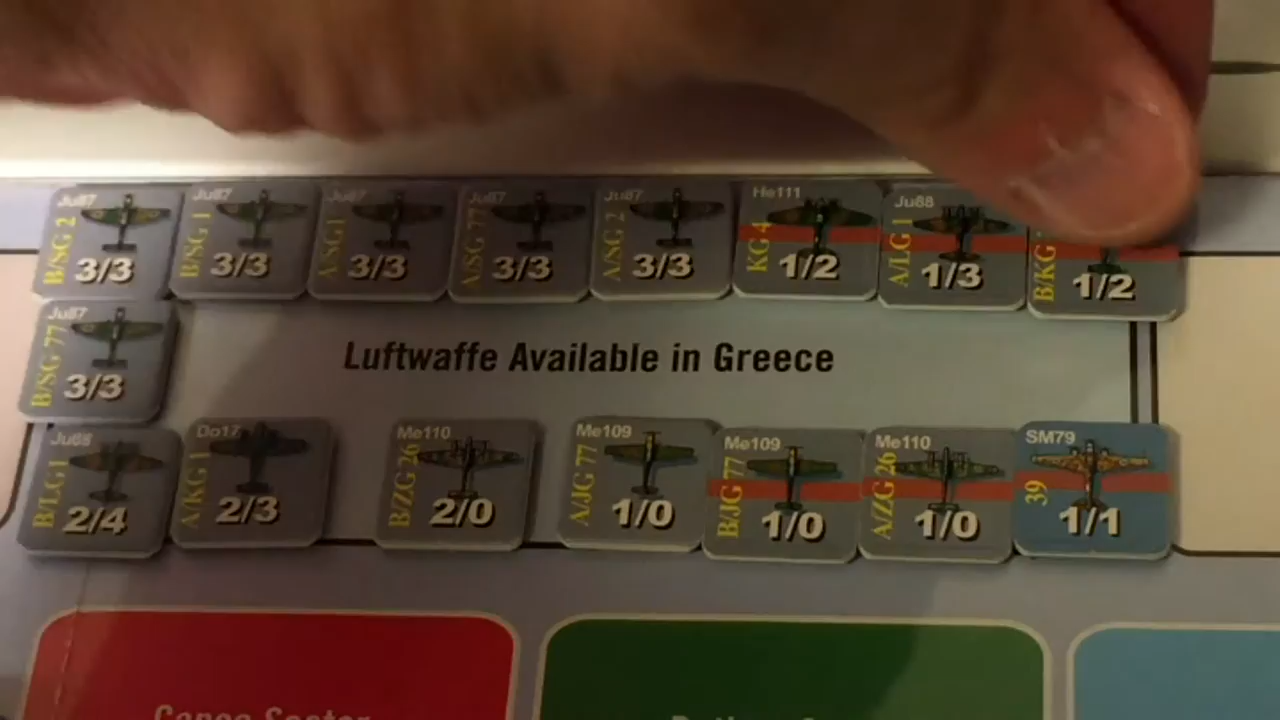 Ju87 B/SG 2 3/3
Ju87 B/SG 1 3/3
Ju87 A/SG1 3/3
Ju87 A/SG 77 3/3
Ju87 A/SG 2 3/3
He111 KG 4 1/2
Ju88 A/LG 1 1/3
B/KG 1/2
Ju87 B/SG 77 3/3
Luftwaffe Available in Greece
Ju88 B/LG1 2/4
Do17 A/KG 1 2/3
Me110 B/ZG 26 2/0
Me109 A/JG 77 1/0
Me109 B/JG 77 1/0
Me110 A/ZG 26 1/0
SM79 39 1/1